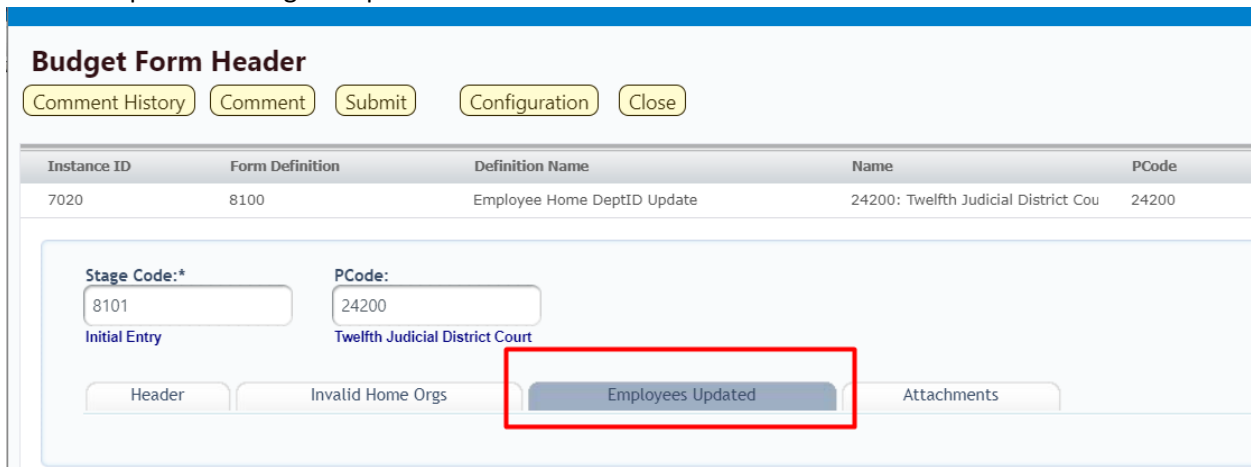 Budget Form Header
Comment History Comment Submit Configuration Close
Instance ID Form Definition Definition Name Name PCode
7020 8100 Employee Home DeptID Update 24200: Twelfth Judicial District Cou 24200
Stage Code:* PCode:
8101 24200
Initial Entry Twelfth Judicial District Court
Header Invalid Home Orgs Employees Updated Attachments